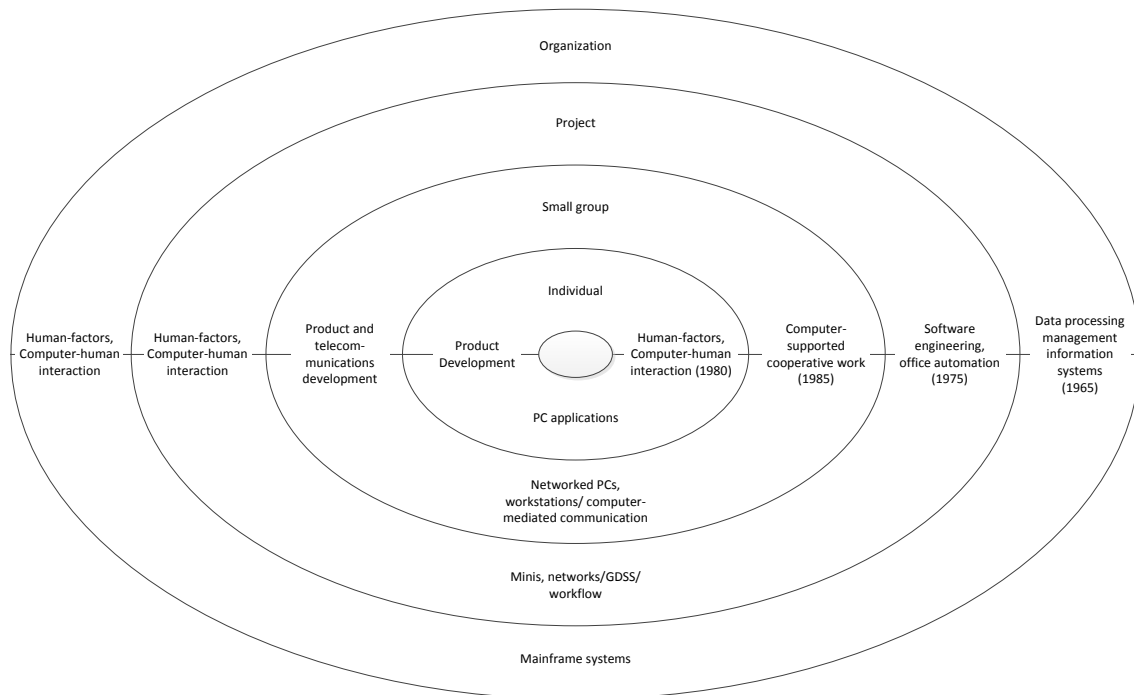 Organization
Project
Small group
Individual
Human-factors,
Computer-human
interaction
Human-factors,
Computer-human
interaction
Product and
telecom-
munications
development
Product
Development
Human-factors,
Computer-human
interaction (1980)
Computer-
supported
cooperative work
(1985)
Software
engineering,
office automation
(1975)
Data processing
management
information
systems
(1965)
PC applications
Networked PCs,
workstations/ computer-
mediated communication
Minis, networks/GDSS/
workflow
Mainframe systems